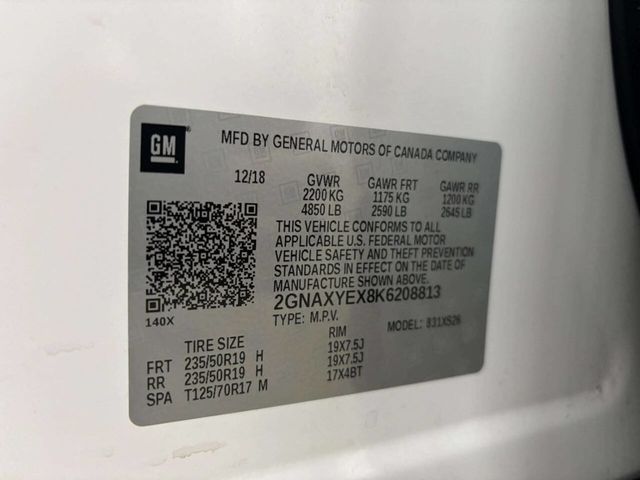 GM
MFD BY GENERAL MOTORS OF CANADA COMPANY
12/18 GVWR GAWR FRT GAWR RR
2200 KG 1175 KG 1200 KG
4850 LB 2590 LB 2645 LB
THIS VEHICLE CONFORMS TO ALL
APPLICABLE U.S. FEDERAL MOTOR
VEHICLE SAFETY AND THEFT PREVENTION
STANDARDS IN EFFECT ON THE DATE OF
MANUFACTURE SHOWN ABOVE.
2GNAXYEX8K6208813
140X TYPE: M.P.V. MODEL: 831XS26
TIRE SIZE RIM
FRT 235/50R19 H 19X7.5J
RR 235/50R19 H 19X7.5J
SPA T125/70R17 M 17X4BT